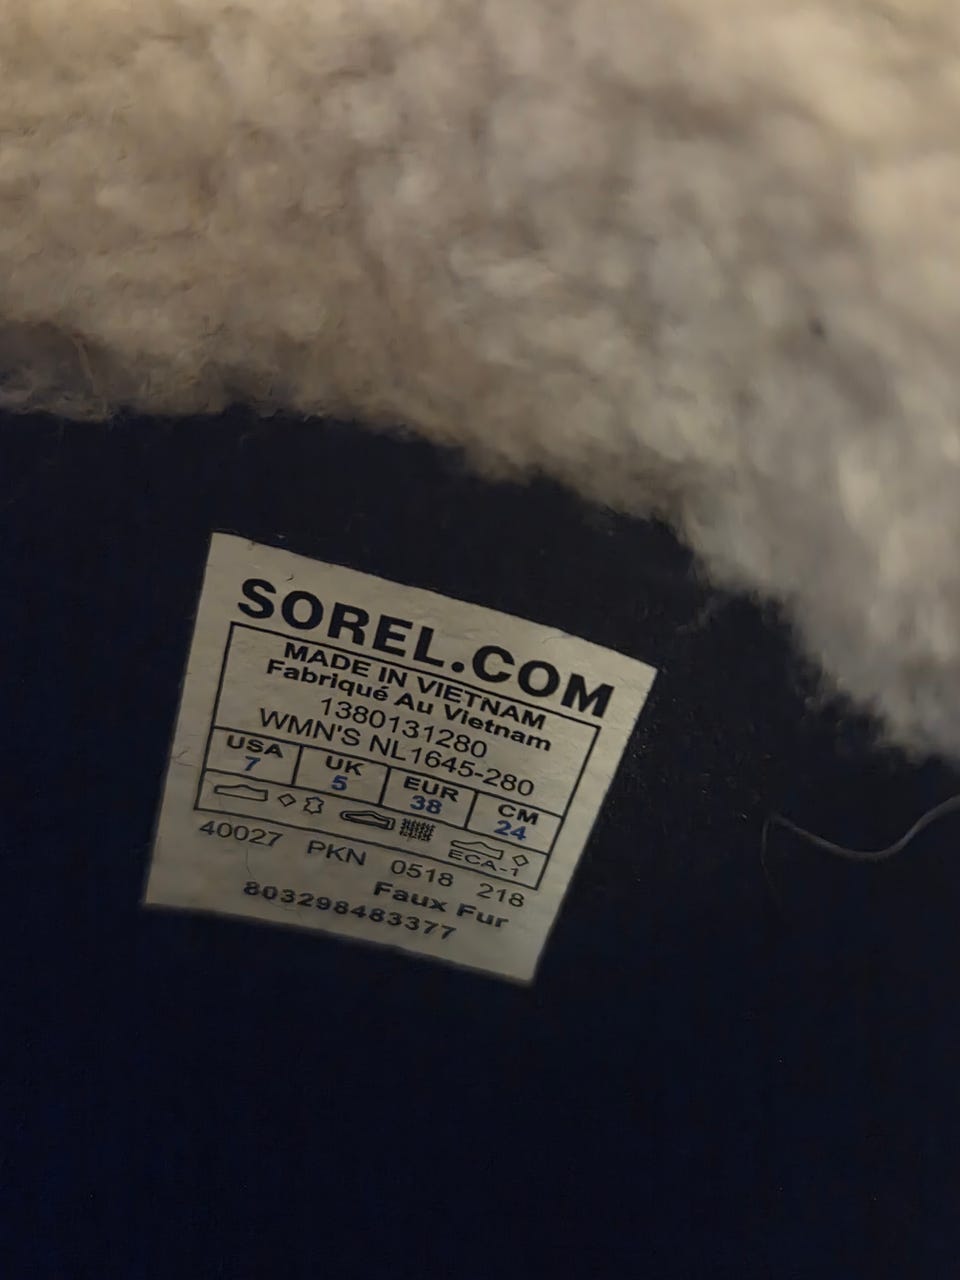 SOREL.COM
MADE IN VIETNAM
Fabriqué Au Vietnam
1380131280
WMN'S NL1645-280
USA UK EUR CM
7 5 38 24
ECA-1
40027 PKN 0518 218
Faux Fur
803298483377